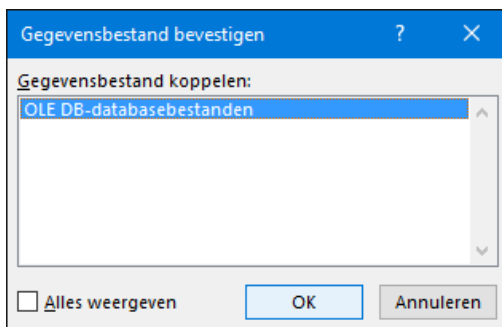 Gegevensbestand bevestigen ?
Gegevensbestand koppelen:
OLE DB-databasebestanden
Alles weergeven OK Annuleren